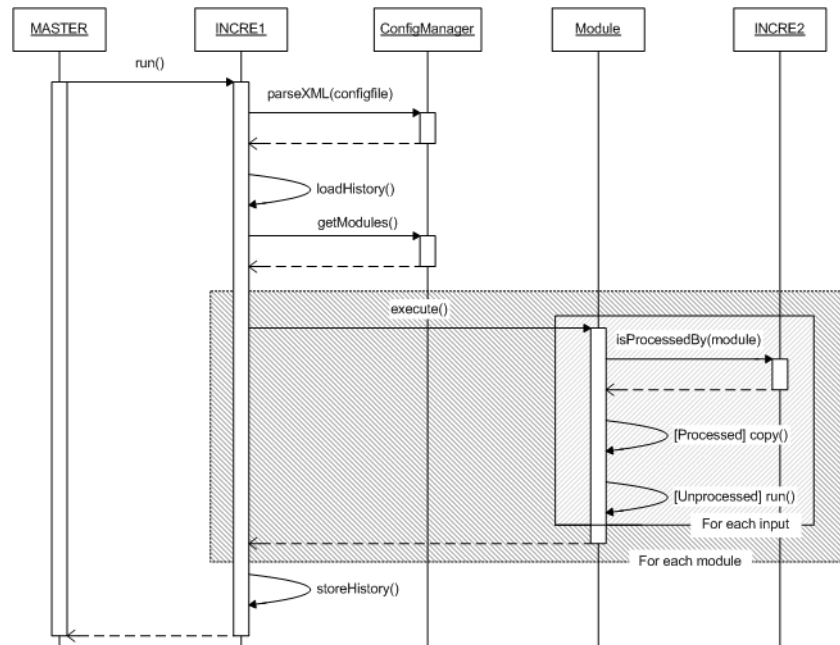 MASTER
INCRE1
ConfigManager
Module
INCRE2
run()
parseXML(configfile)
loadHistory()
getModules()
execute()
isProcessedBy(module)
[Processed] copy()
[Unprocessed] run()
For each input
For each module
storeHistory()